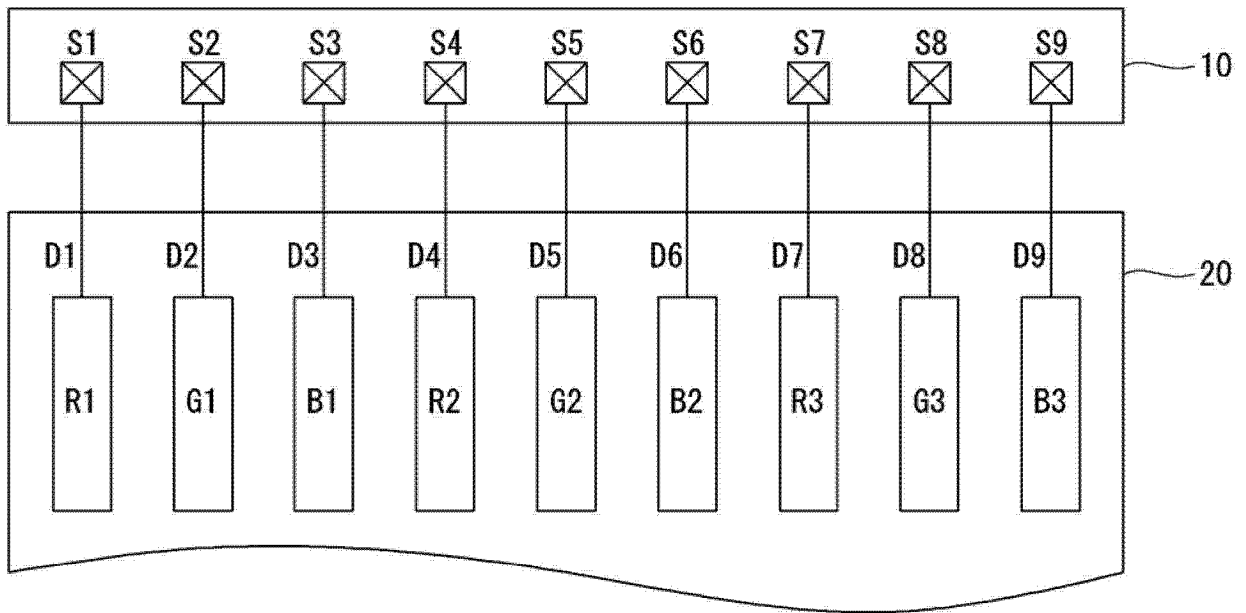 S1 S2 S3 S4 S5 S6 S7 S8 S9
10
D1 D2 D3 D4 D5 D6 D7 D8 D9
20
R1 G1 B1 R2 G2 B2 R3 G3 B3